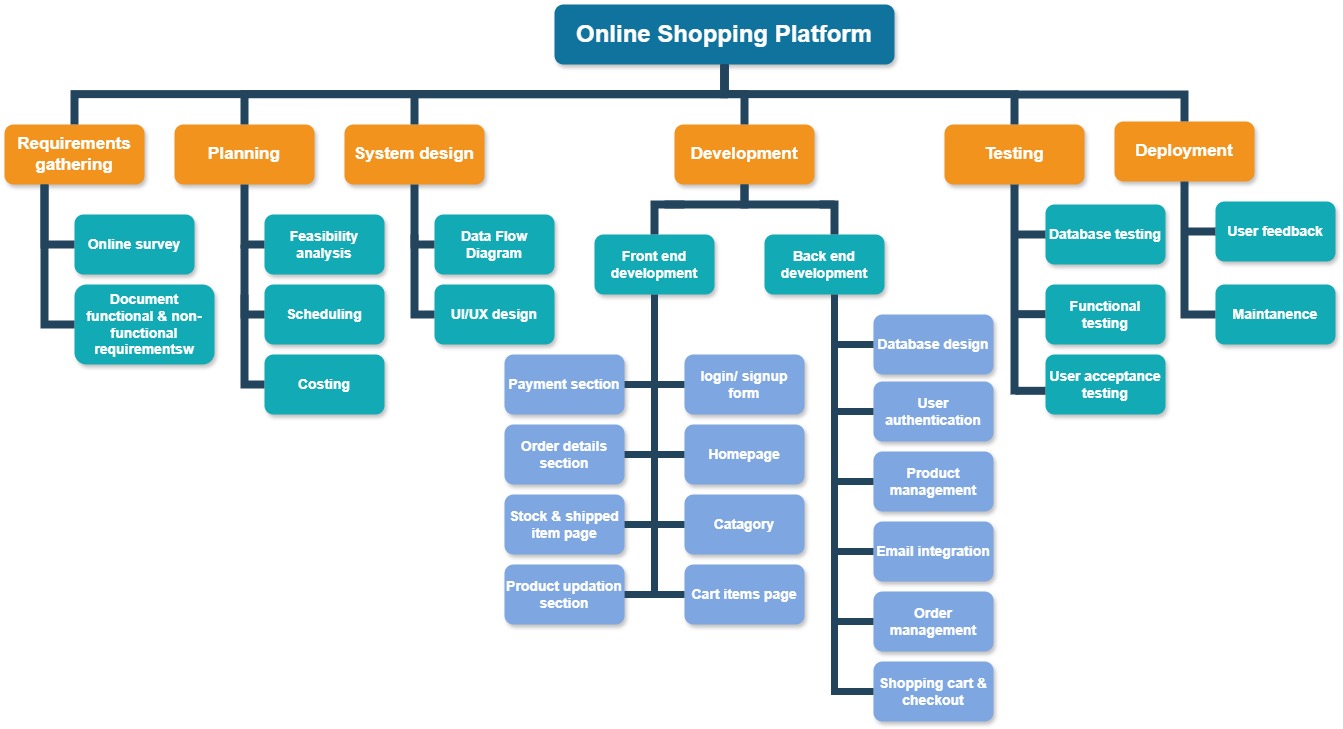 Online Shopping Platform
Requirements
gathering
Planning
System design
Development
Testing
Deployment
Online survey
Document
functional & non-
functional
requirementsw
Feasibility
analysis
Scheduling
Costing
Data Flow
Diagram
UI/UX design
Front end
development
Back end
development
Payment section
login/ signup
form
Order details
section
Homepage
Stock & shipped
item page
Catagory
Product updation
section
Cart items page
Database design
User
authentication
Product
management
Email integration
Order
management
Shopping cart &
checkout
Database testing
Functional
testing
User acceptance
testing
User feedback
Maintanence